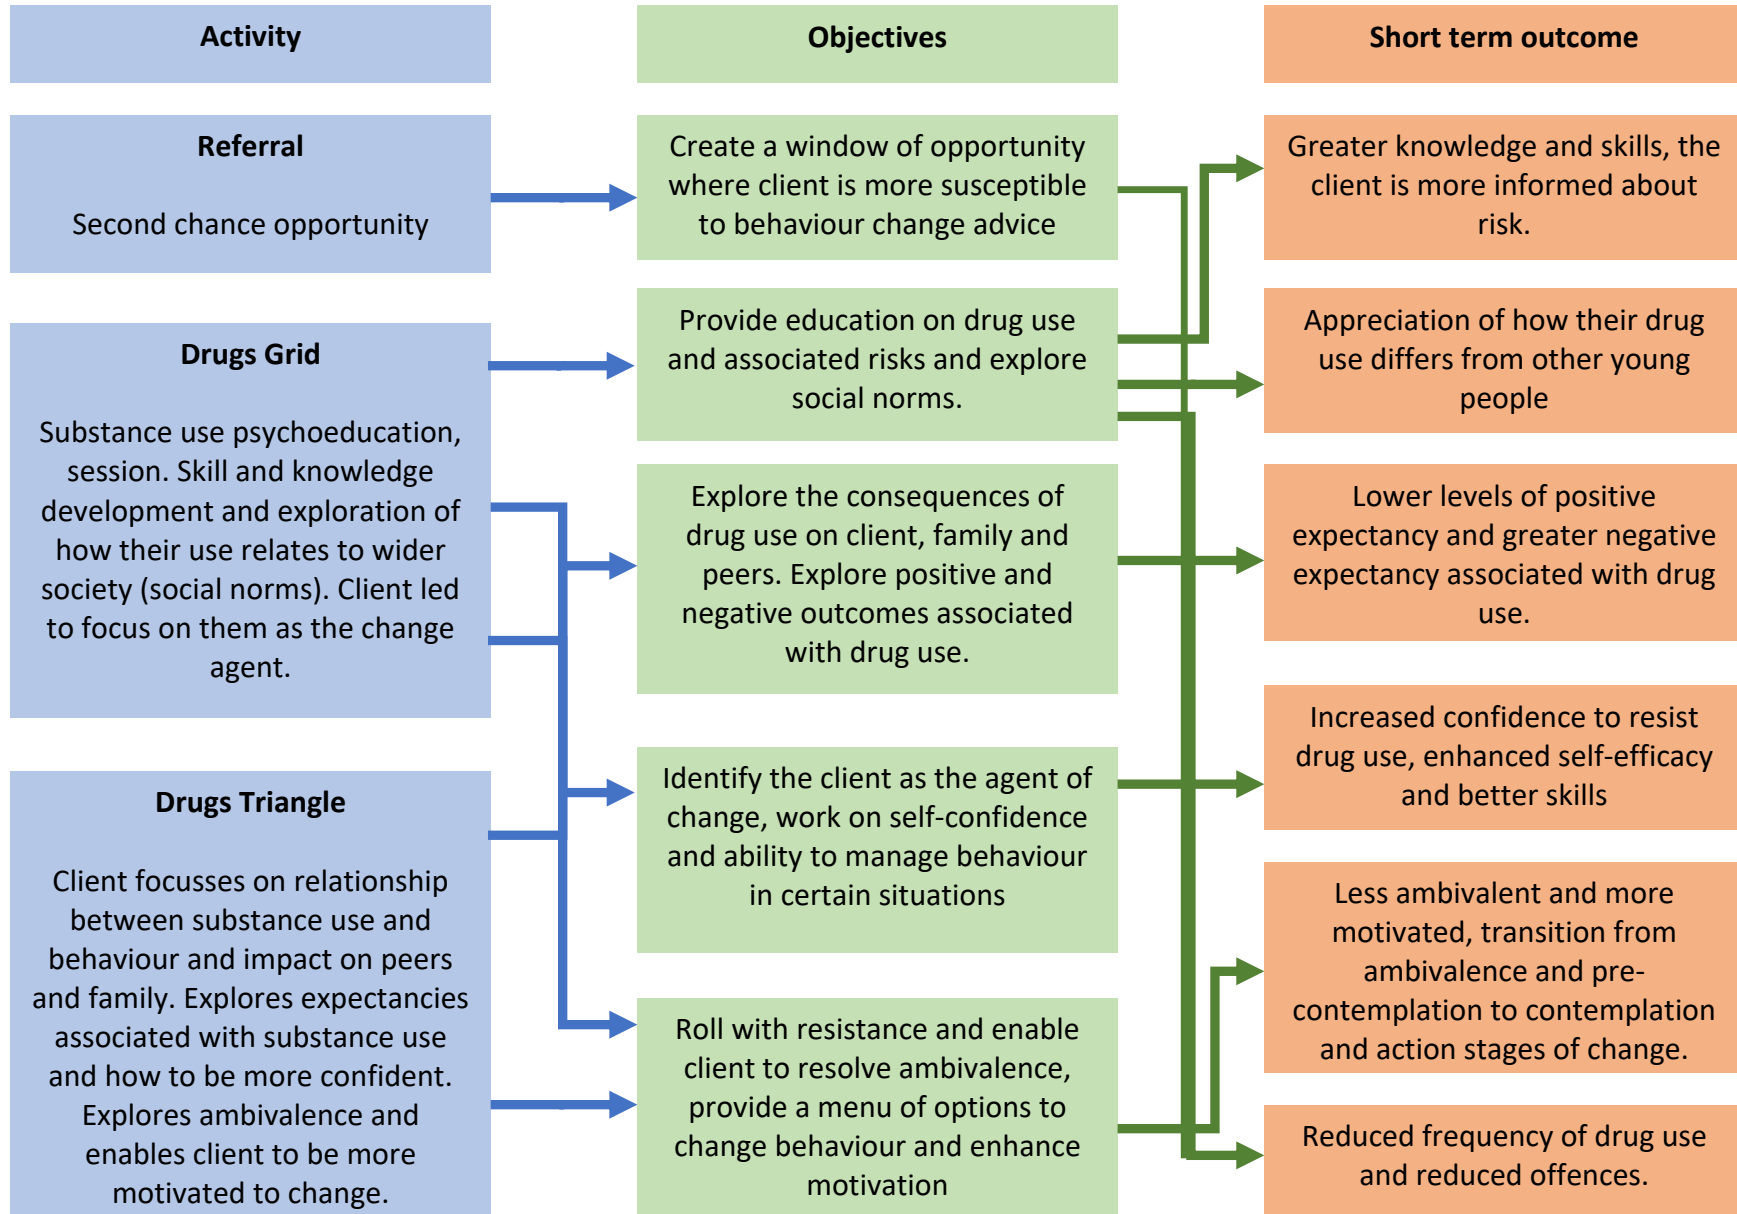 Activity
Referral
Second chance opportunity
Drugs Grid
Substance use psychoeducation,
session. Skill and knowledge
development and exploration of
how their use relates to wider
society (social norms). Client led
to focus on them as the change
agent.
Drugs Triangle
Client focusses on relationship
between substance use and
behaviour and impact on peers
and family. Explores expectancies
associated with substance use
and how to be more confident.
Explores ambivalence and
enables client to be more
motivated to change.
Objectives
Create a window of opportunity
where client is more susceptible
to behaviour change advice
Provide education on drug use
and associated risks and explore
social norms.
Explore the consequences of
drug use on client, family and
peers. Explore positive and
negative outcomes associated
with drug use.
Identify the client as the agent of
change, work on self-confidence
and ability to manage behaviour
in certain situations
Roll with resistance and enable
client to resolve ambivalence,
provide a menu of options to
change behaviour and enhance
motivation
Short term outcome
Greater knowledge and skills, the
client is more informed about
risk.
Appreciation of how their drug
use differs from other young
people
Lower levels of positive
expectancy and greater negative
expectancy associated with drug
use.
Increased confidence to resist
drug use, enhanced self-efficacy
and better skills
Less ambivalent and more
motivated, transition from
ambivalence and pre-
contemplation to contemplation
and action stages of change.
Reduced frequency of drug use
and reduced offences.